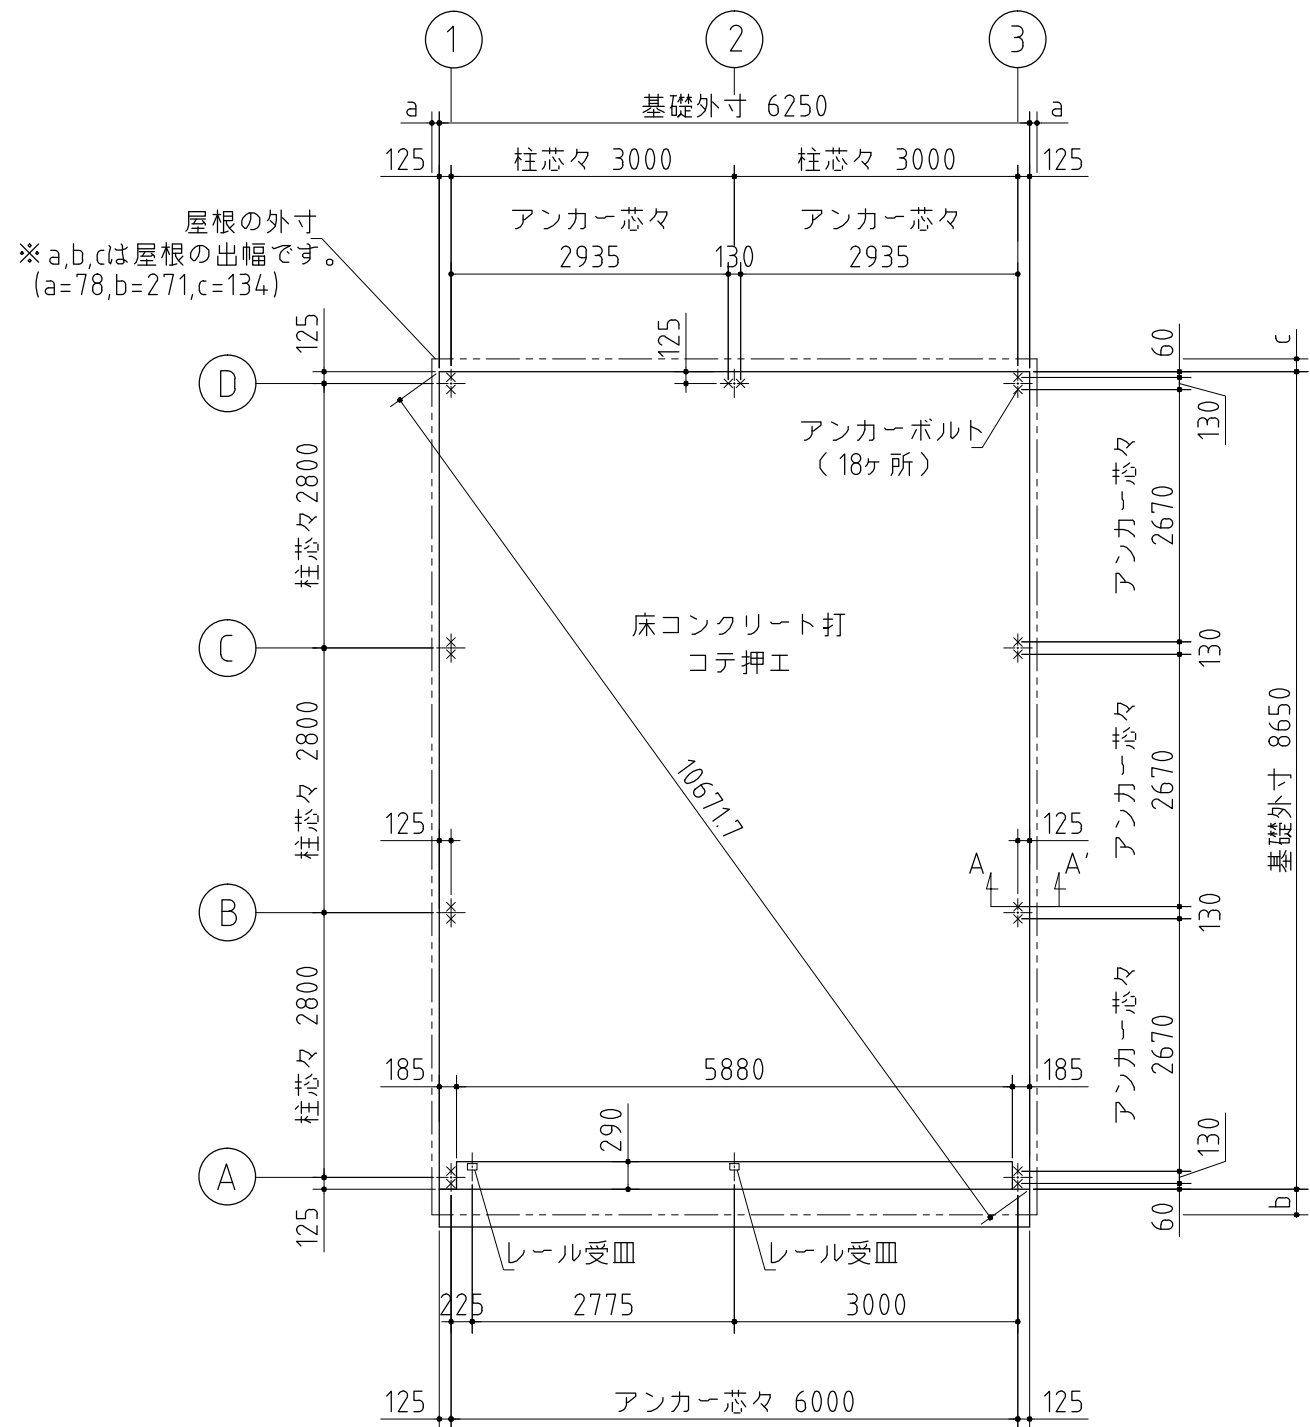 1 2 3
a 基礎外寸 6250 a
125 柱芯々 3000 柱芯々 3000 125
アンカー芯々 アンカー芯々
2935 130 2935
屋根の外寸
※a,b,cは屋根の出幅です。
(a=78,b=271,c=134)
125
125
60
c
D
アンカーボルト
(18ヶ所)
130
柱芯々 2800
アンカー芯々
2670
床コンクリート打
コテ押エ
C
130
柱芯々 2800
10671.7
アンカー芯々
2670
基礎外寸 8650
125 125
A A'
B
130
柱芯々 2800
アンカー芯々
2670
185 5880 185
290
130
A
125
60
b
レール受皿 レール受皿
225 2775 3000
125 アンカー芯々 6000 125